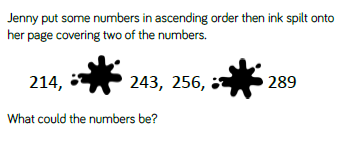 Jenny put some numbers in ascending order then ink spilt onto
her page covering two of the numbers.
214, 243, 256, 289
What could the numbers be?